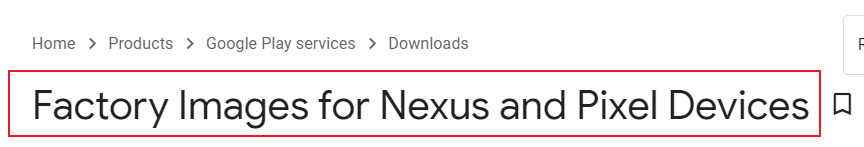 Home > Products > Google Play services > Downloads
Factory Images for Nexus and Pixel Devices